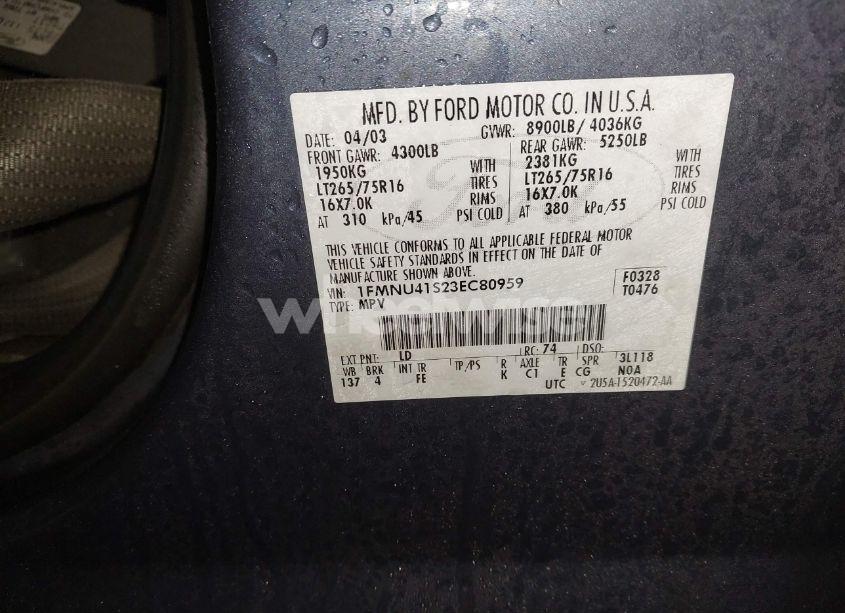 MFD. BY FORD MOTOR CO. IN U.S.A.
DATE: 04/03 GVWR: 8900LB/ 4036KG
FRONT GAWR: 4300LB REAR GAWR: 5250LB
1950KG WITH 2381KG WITH
LT265/75R16 TIRES LT265/75R16 TIRES
16X7.0K RIMS 16X7.0K RIMS
AT 310 kPa/45 PSI COLD AT 380 kPa/55 PSI COLD
THIS VEHICLE CONFORMS TO ALL APPLICABLE FEDERAL MOTOR
VEHICLE SAFETY STANDARDS IN EFFECT ON THE DATE OF
MANUFACTURE SHOWN ABOVE.
VIN: 1FMNU41S23EC80959 F0328
TYPE: MPV T0476
wheelwise
EXT PNT: LD RC: 74 DSO:
WB BRK INT TR TP/PS R AXLE TR SPR 3L118
137 4 FE K C1 E CG NOA
UTC 2U5A-1520472-AA